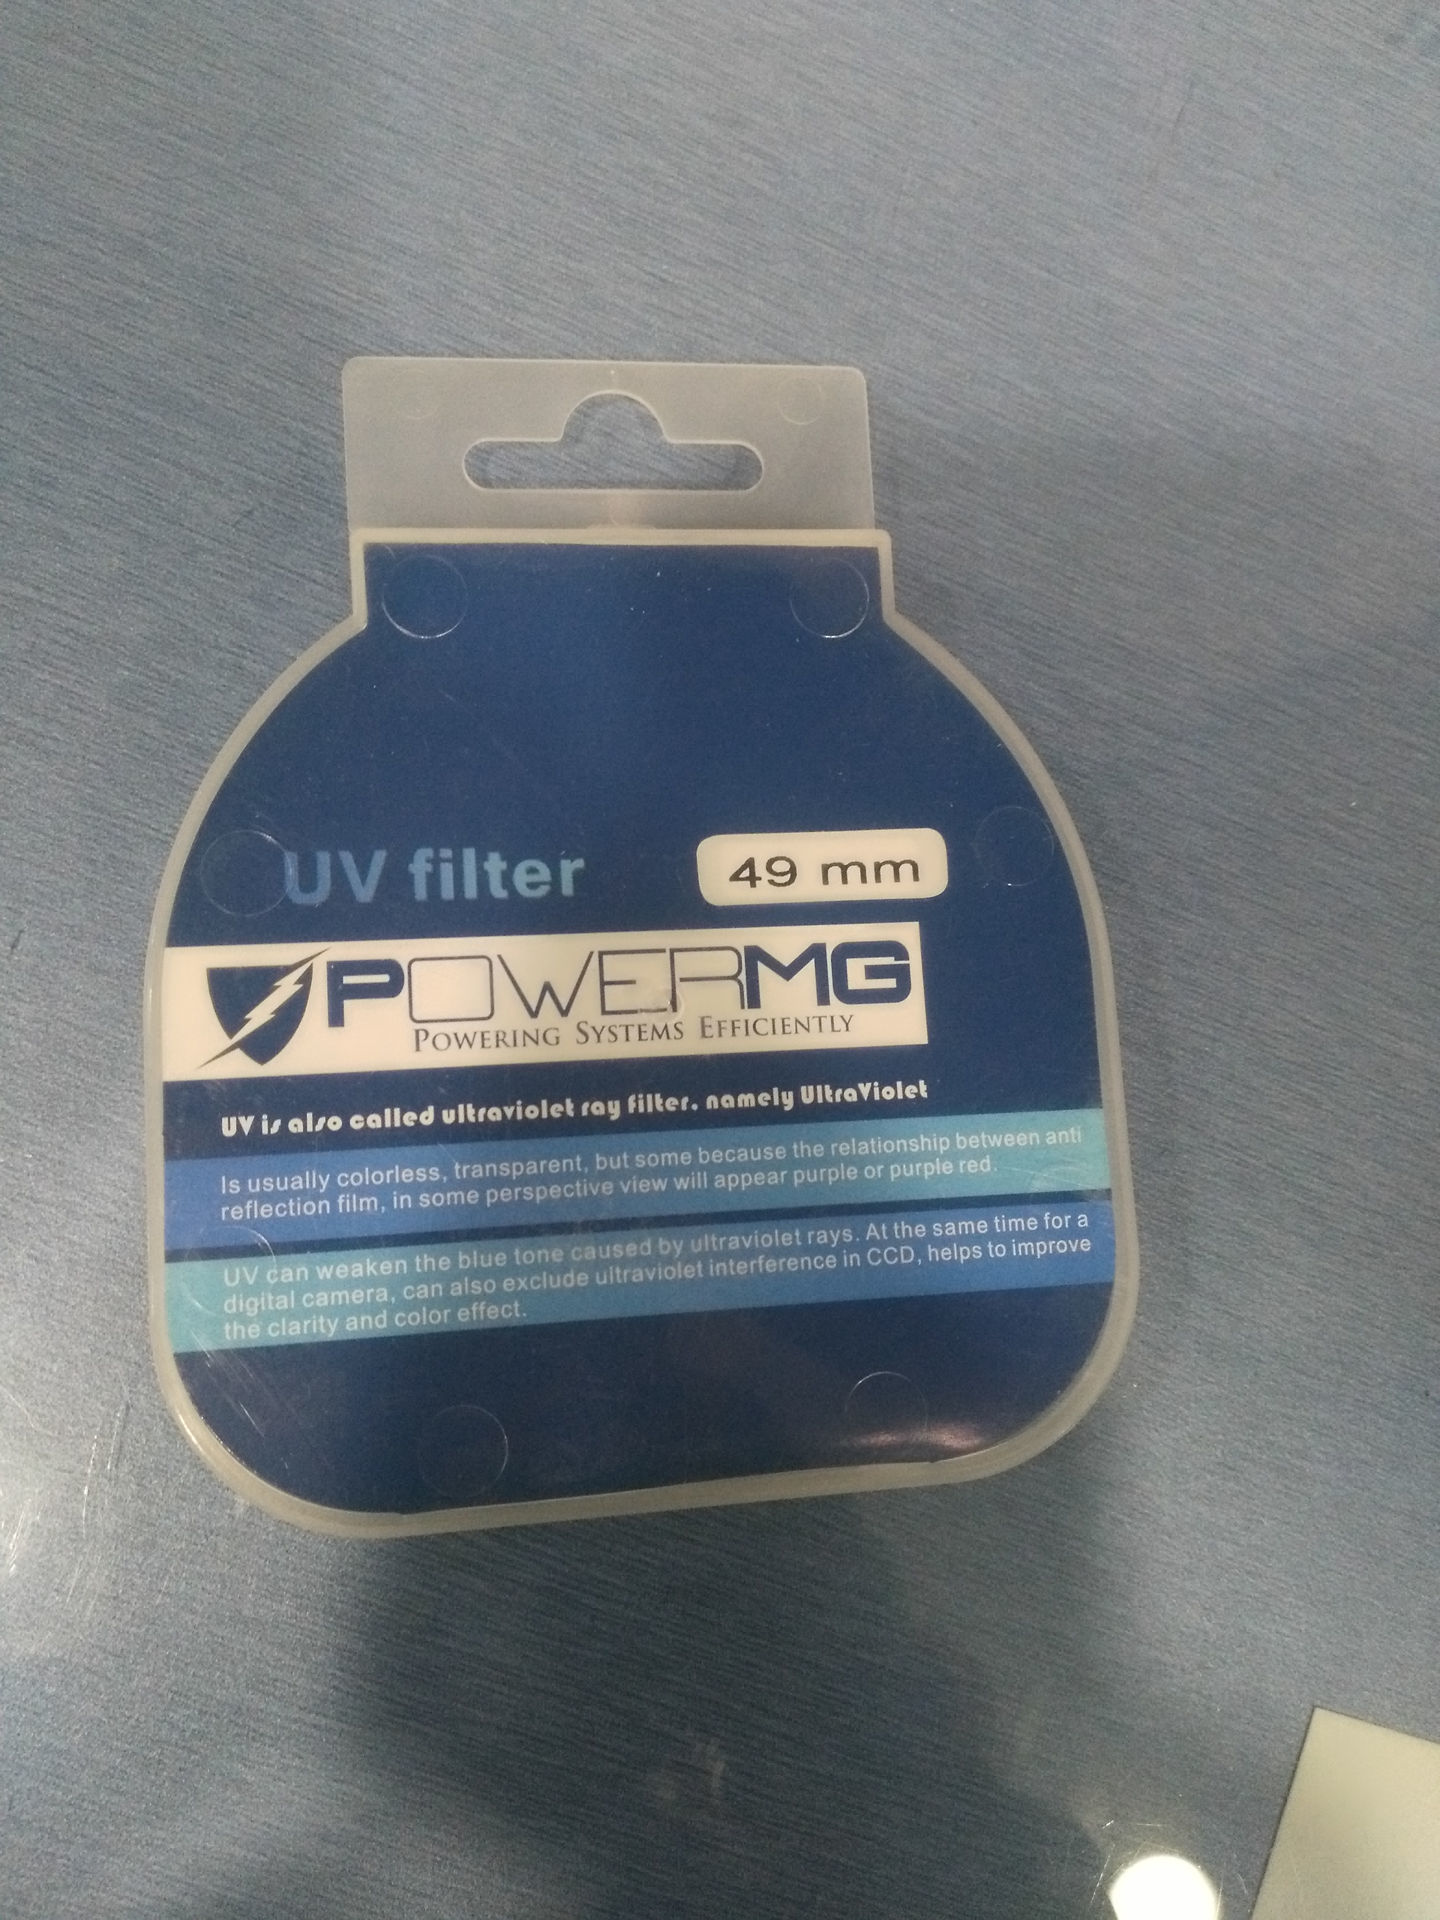 UV filter
49 mm
POWERMG
POWERING SYSTEMS EFFICIENTLY
UV is also called ultraviolet ray filter. namely UltraViolet
Is usually colorless, transparent, but some because the relationship between anti
reflection film, in some perspective view will appear purple or purple red.
UV can weaken the blue tone caused by ultraviolet rays. At the same time for a
digital camera, can also exclude ultraviolet interference in CCD, helps to improve
the clarity and color effect.